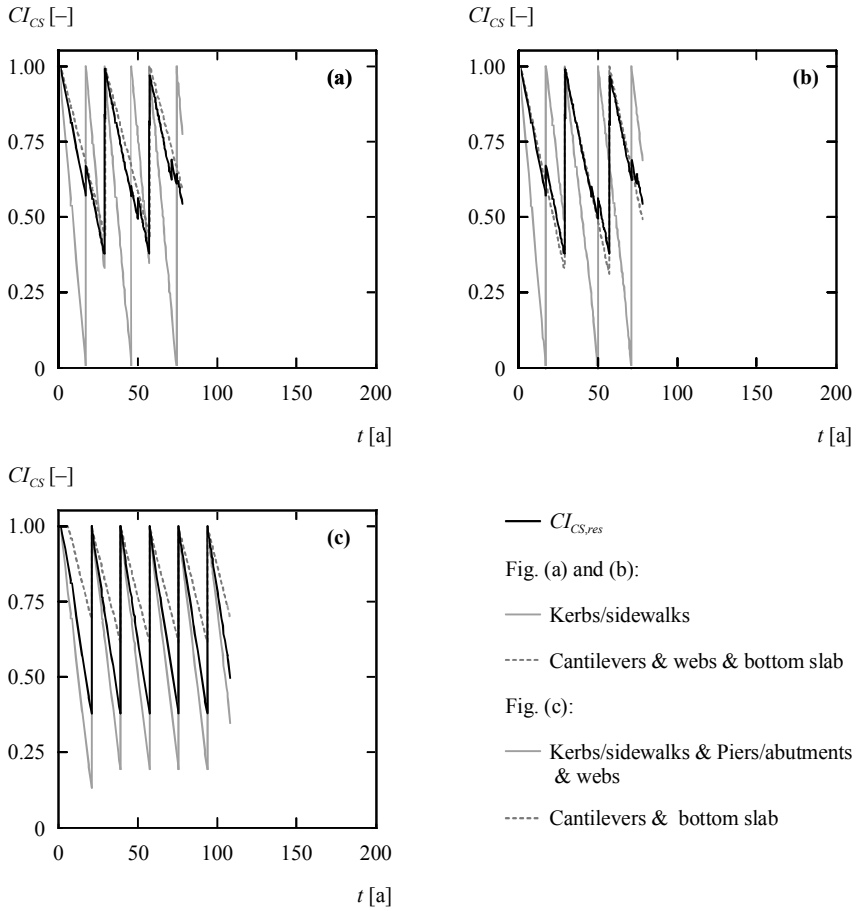 CI_CS [–]
1.00
0.75
0.50
0.25
0
0
50
100
150
200
t [a]
(a)
CI_CS [–]
1.00
0.75
0.50
0.25
0
0
50
100
150
200
t [a]
(b)
CI_CS [–]
1.00
0.75
0.50
0.25
0
0
50
100
150
200
t [a]
(c)
CI_CS,res
Fig. (a) and (b):
Kerbs/sidewalks
Cantilevers & webs & bottom slab
Fig. (c):
Kerbs/sidewalks & Piers/abutments
& webs
Cantilevers & bottom slab